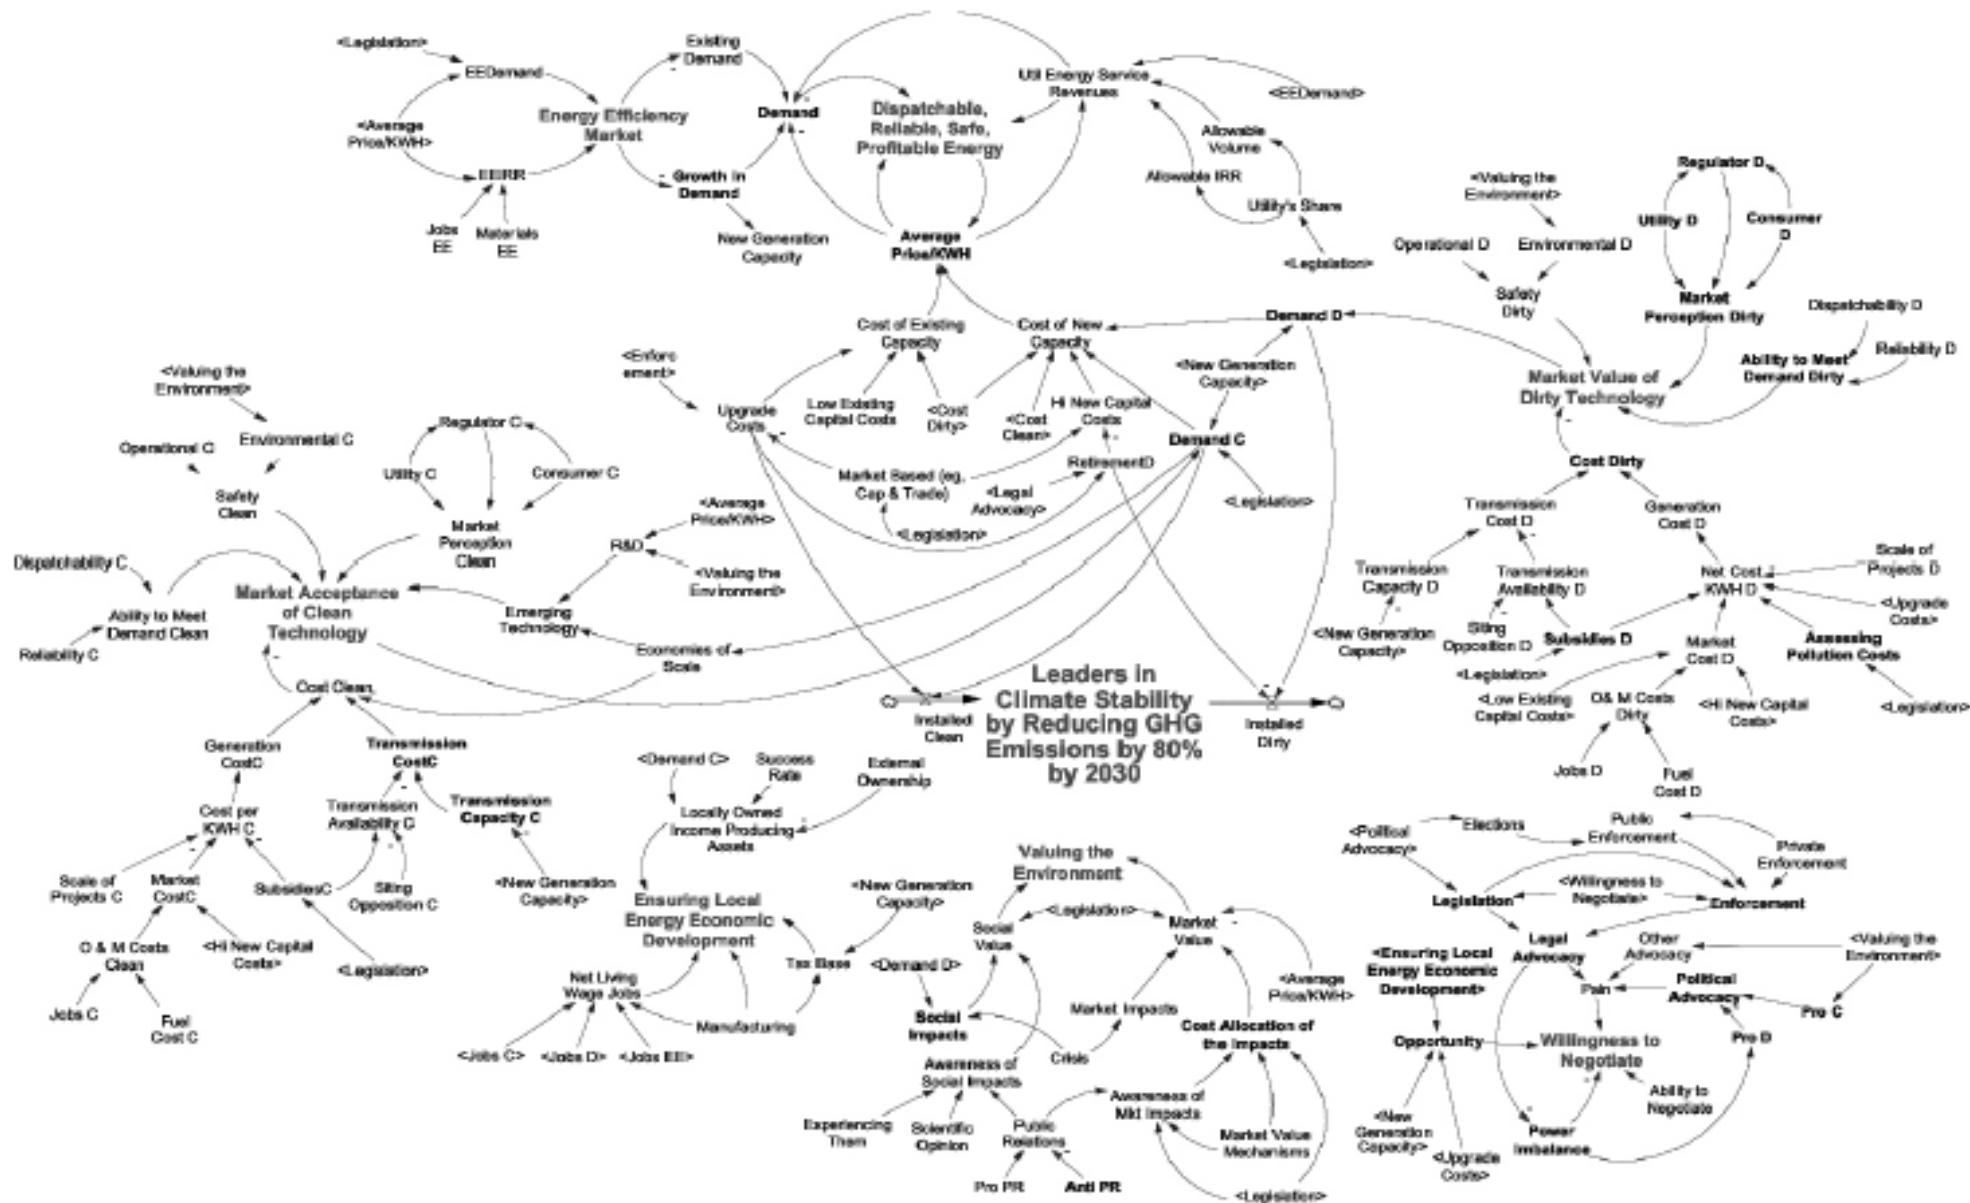 <Legislation>
EEDemand
<Average
Price/KWH>
EEIRR
Jobs
EE
Materials
EE
Energy Efficiency
Market
Existing
Demand
Growth in
Demand
New Generation
Capacity
Demand
Dispatchable,
Reliable, Safe,
Profitable Energy
Average
Price/KWH
Util Energy Service
Revenues
<EEDemand>
Allowable
Volume
Allowable IRR
Utility's Share
<Legislation>
<Valuing the
Environment>
Operational D
Environmental D
Safety
Dirty
Regulator D
Utility D
Consumer
D
Market
Perception Dirty
Dispatchability D
Reliability D
Ability to Meet
Demand Dirty
Market Value of
Dirty Technology
Demand D
Cost of Existing
Capacity
Cost of New
Capacity
<New Generation
Capacity>
<Enforc
ement>
Upgrade
Costs
Low Existing
Capital Costs
<Cost
Dirty>
<Cost
Clean>
Hi New Capital
Costs
Demand C
Market Based (eg,
Cap & Trade)
RetirementD
<Legal
Advocacy>
<Legislation>
<Legislation>
<Valuing the
Environment>
Operational C
Environmental C
Safety
Clean
Regulator C
Utility C
Consumer C
Market
Perception
Clean
Dispatchability C
Ability to Meet
Demand Clean
Reliability C
Market Acceptance
of Clean
Technology
<Average
Price/KWH>
R&D
<Valuing the
Environment>
Emerging
Technology
Economies of
Scale
Cost Dirty
Transmission
Cost D
Generation
Cost D
Transmission
Capacity D
Transmission
Availability D
<New Generation
Capacity>
Siting
Opposition D
Subsidies D
<Legislation>
Net Cost
KWH D
Scale of
Projects D
<Upgrade
Costs>
Assessing
Pollution Costs
<Legislation>
Market
Cost D
<Low Existing
Capital Costs>
O& M Costs
Dirty
<Hi New Capital
Costs>
Jobs D
Fuel
Cost D
Leaders in
Climate Stability
by Reducing GHG
Emissions by 80%
by 2030
Installed
Clean
Installed
Dirty
Cost Clean
Generation
CostC
Transmission
CostC
Cost per
KWH C
Transmission
Availability C
Transmission
Capacity C
Scale of
Projects C
Market
CostC
SubsidiesC
Siting
Opposition C
<New Generation
Capacity>
O & M Costs
Clean
<Hi New Capital
Costs>
<Legislation>
Jobs C
Fuel
Cost C
<Demand C>
Success
Rate
External
Ownership
Locally Owned
Income Producing
Assets
Ensuring Local
Energy Economic
Development
<New Generation
Capacity>
Tax Base
Net Living
Wage Jobs
Manufacturing
<Jobs C>
<Jobs D>
<Jobs EE>
Valuing the
Environment
Social
Value
<Legislation>
Market
Value
<Demand D>
<Average
Price/KWH>
Social
Impacts
Market Impacts
Crisis
Cost Allocation of
the Impacts
Awareness of
Social Impacts
Awareness of
Mkt Impacts
Experiencing
Them
Scientific
Opinion
Public
Relations
Market Value
Mechanisms
Pro PR
Anti PR
<Legislation>
<Political
Advocacy>
Elections
Public
Enforcement
Private
Enforcement
Legislation
<Willingness to
Negotiate>
Enforcement
Legal
Advocacy
Other
Advocacy
<Valuing the
Environment>
<Ensuring Local
Energy Economic
Development>
Pain
Political
Advocacy
Pro C
Pro D
Opportunity
Willingness to
Negotiate
Ability to
Negotiate
<New
Generation
Capacity>
<Upgrade
Costs>
Power
Imbalance